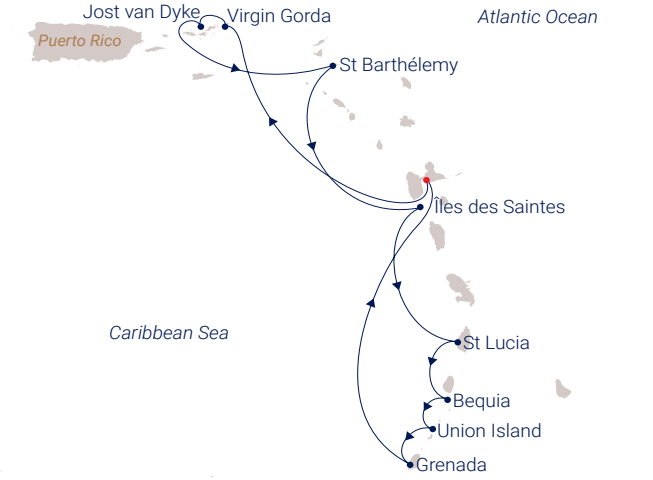 Jost van Dyke
Virgin Gorda
Atlantic Ocean
Puerto Rico
St Barthélemy
Îles des Saintes
Caribbean Sea
St Lucia
Bequia
Union Island
Grenada